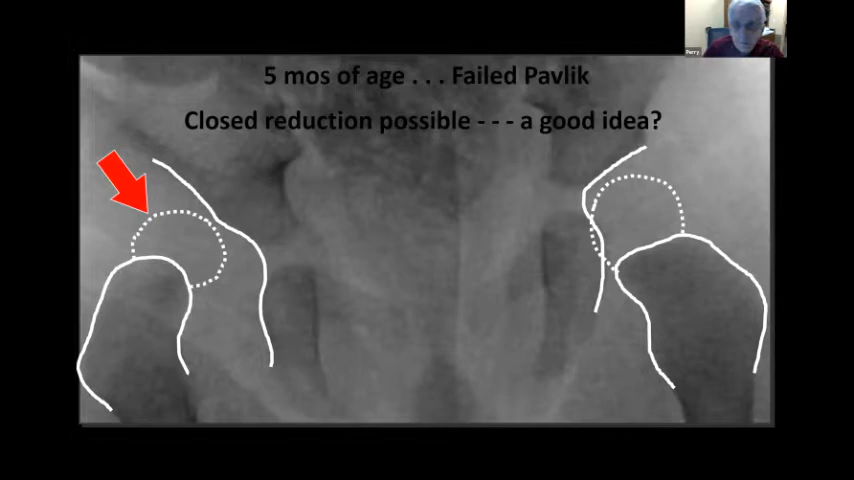 Perry
5 mos of age . . . Failed Pavlik
Closed reduction possible - - - a good idea?